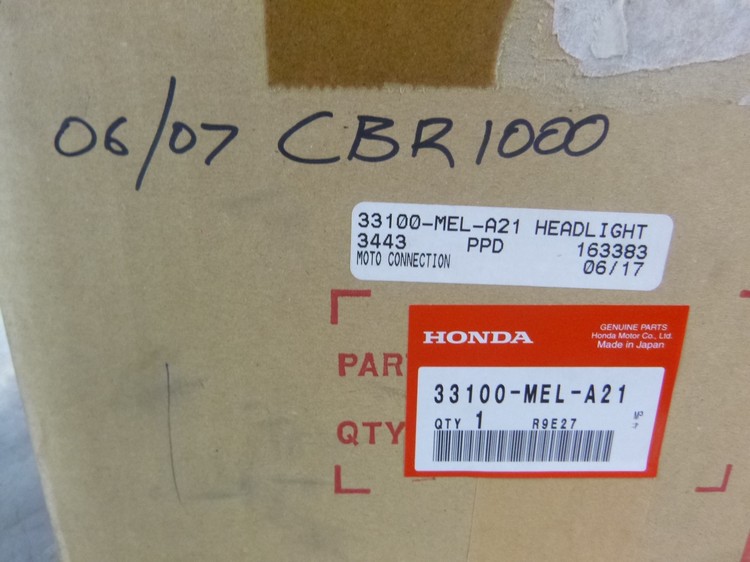 06/07 CBR1000
33100-MEL-A21 HEADLIGHT
3443 PPD 163383
MOTO CONNECTION 06/17
HONDA
GENUINE PARTS
Honda Motor Co., Ltd.
Made in Japan
PAR
33100-MEL-A21
QTY
QTY 1 R9E27